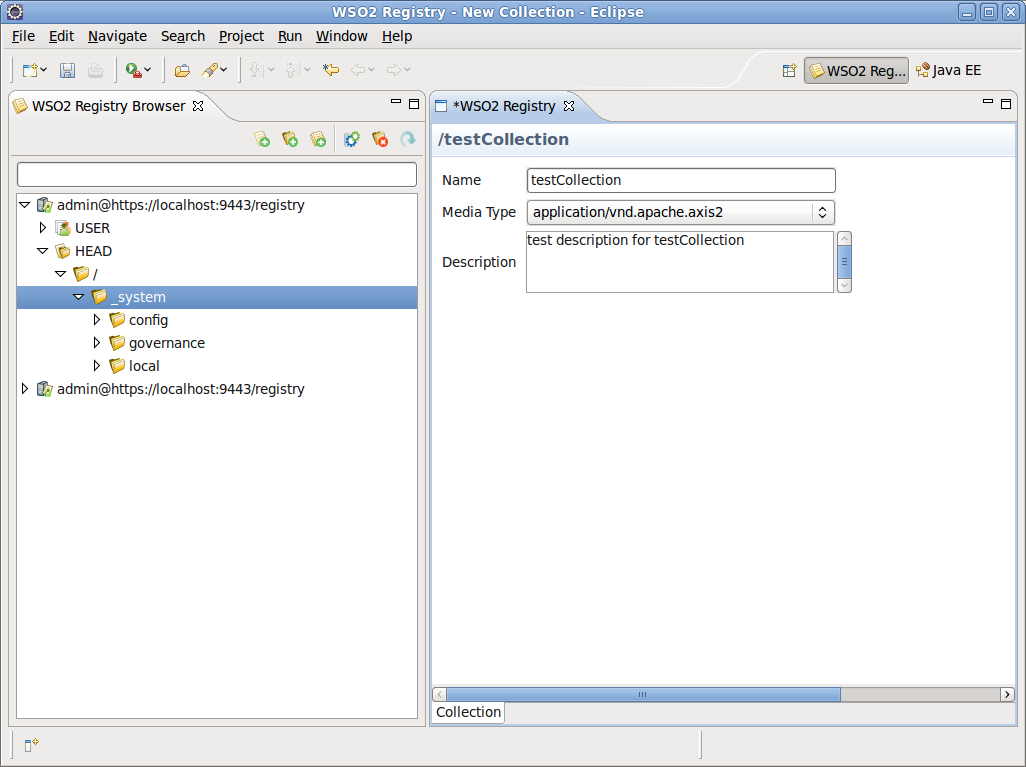 WSO2 Registry - New Collection - Eclipse
File Edit Navigate Search Project Run Window Help
WSO2 Reg... Java EE
WSO2 Registry Browser
*WSO2 Registry
/testCollection
Name testCollection
Media Type application/vnd.apache.axis2
Description test description for testCollection
admin@https://localhost:9443/registry
USER
HEAD
/
_system
config
governance
local
admin@https://localhost:9443/registry
Collection